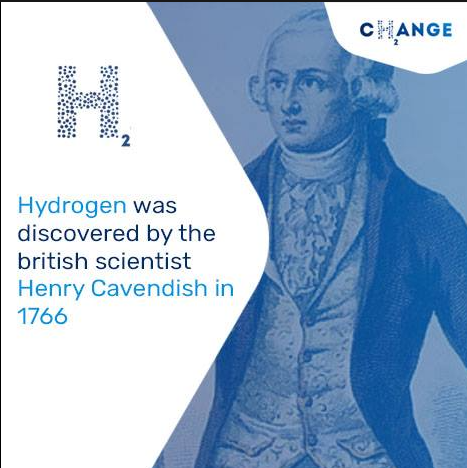 CH2ANGE
H2
Hydrogen was
discovered by the
british scientist
Henry Cavendish in
1766